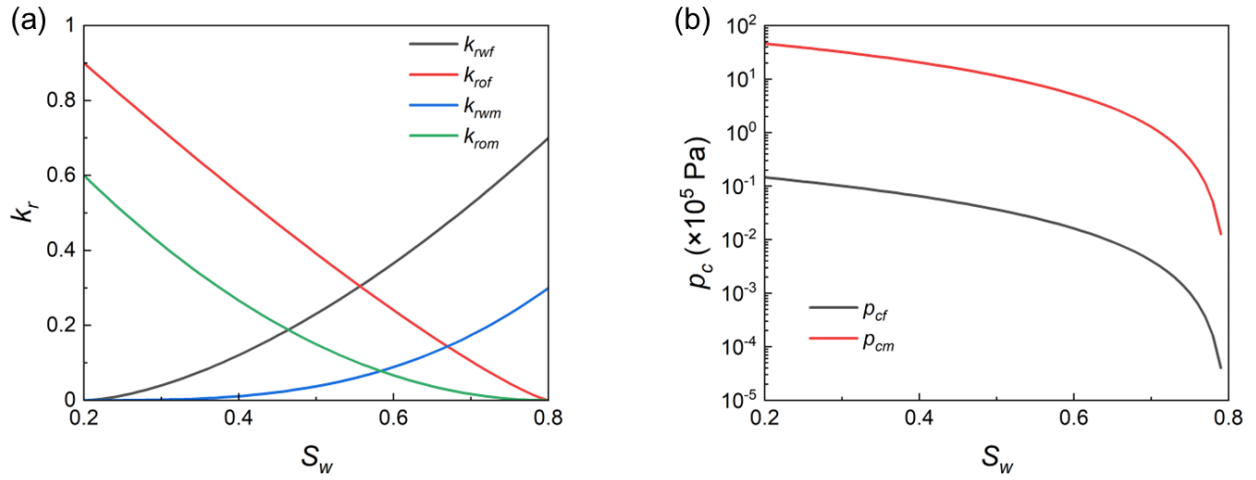 (a)
1
0.8
0.6
0.4
0.2
0
k_r
k_rwf
k_rof
k_rwm
k_rom
0.2
0.4
0.6
0.8
S_w
(b)
10^2
10^1
10^0
10^-1
10^-2
10^-3
10^-4
10^-5
p_c (×10^5 Pa)
p_cf
p_cm
0.2
0.4
0.6
0.8
S_w